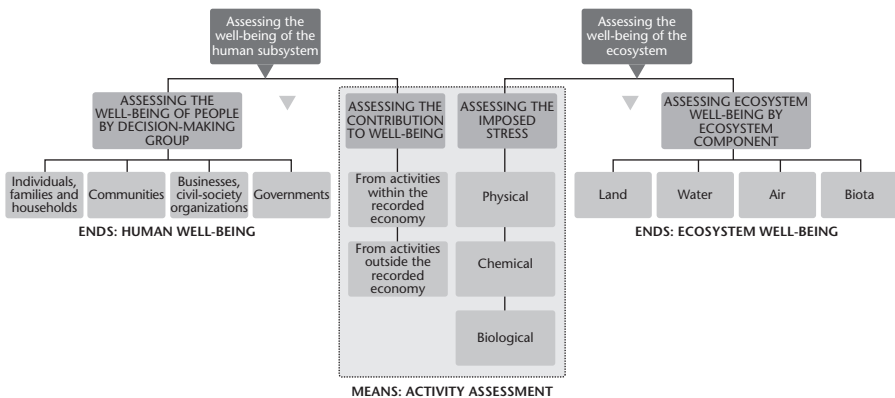 Assessing the
well-being of the
human subsystem
Assessing the
well-being of the
ecosystem
ASSESSING THE
WELL-BEING OF PEOPLE
BY DECISION-MAKING
GROUP
ASSESSING THE
CONTRIBUTION
TO WELL-BEING
ASSESSING THE
IMPOSED
STRESS
ASSESSING ECOSYSTEM
WELL-BEING BY
ECOSYSTEM
COMPONENT
Individuals,
families and
households
Communities
Businesses,
civil-society
organizations
Governments
From activities
within the
recorded
economy
Physical
Land
Water
Air
Biota
ENDS: HUMAN WELL-BEING
ENDS: ECOSYSTEM WELL-BEING
From activities
outside the
recorded
economy
Chemical
Biological
MEANS: ACTIVITY ASSESSMENT